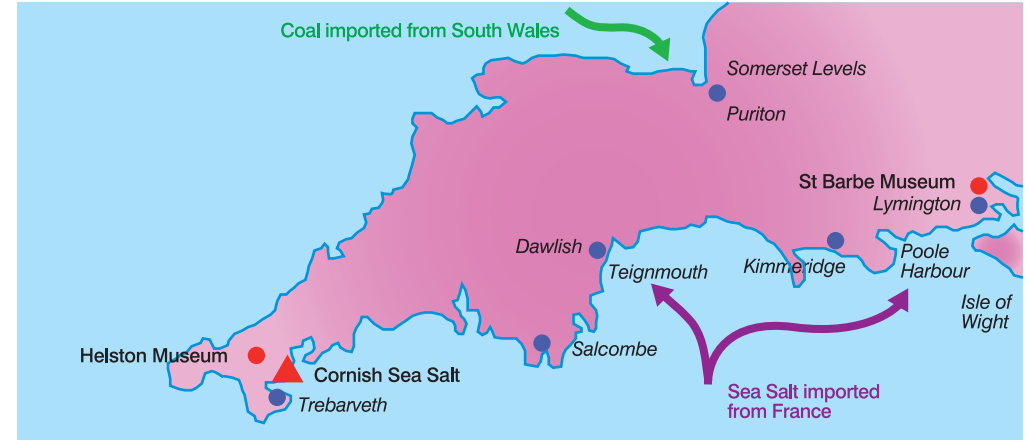 Coal imported from South Wales
Somerset Levels
Puriton
St Barbe Museum
Lymington
Dawlish
Teignmouth
Kimmeridge
Poole
Harbour
Isle of
Wight
Salcombe
Helston Museum
Cornish Sea Salt
Trebarveth
Sea Salt imported
from France